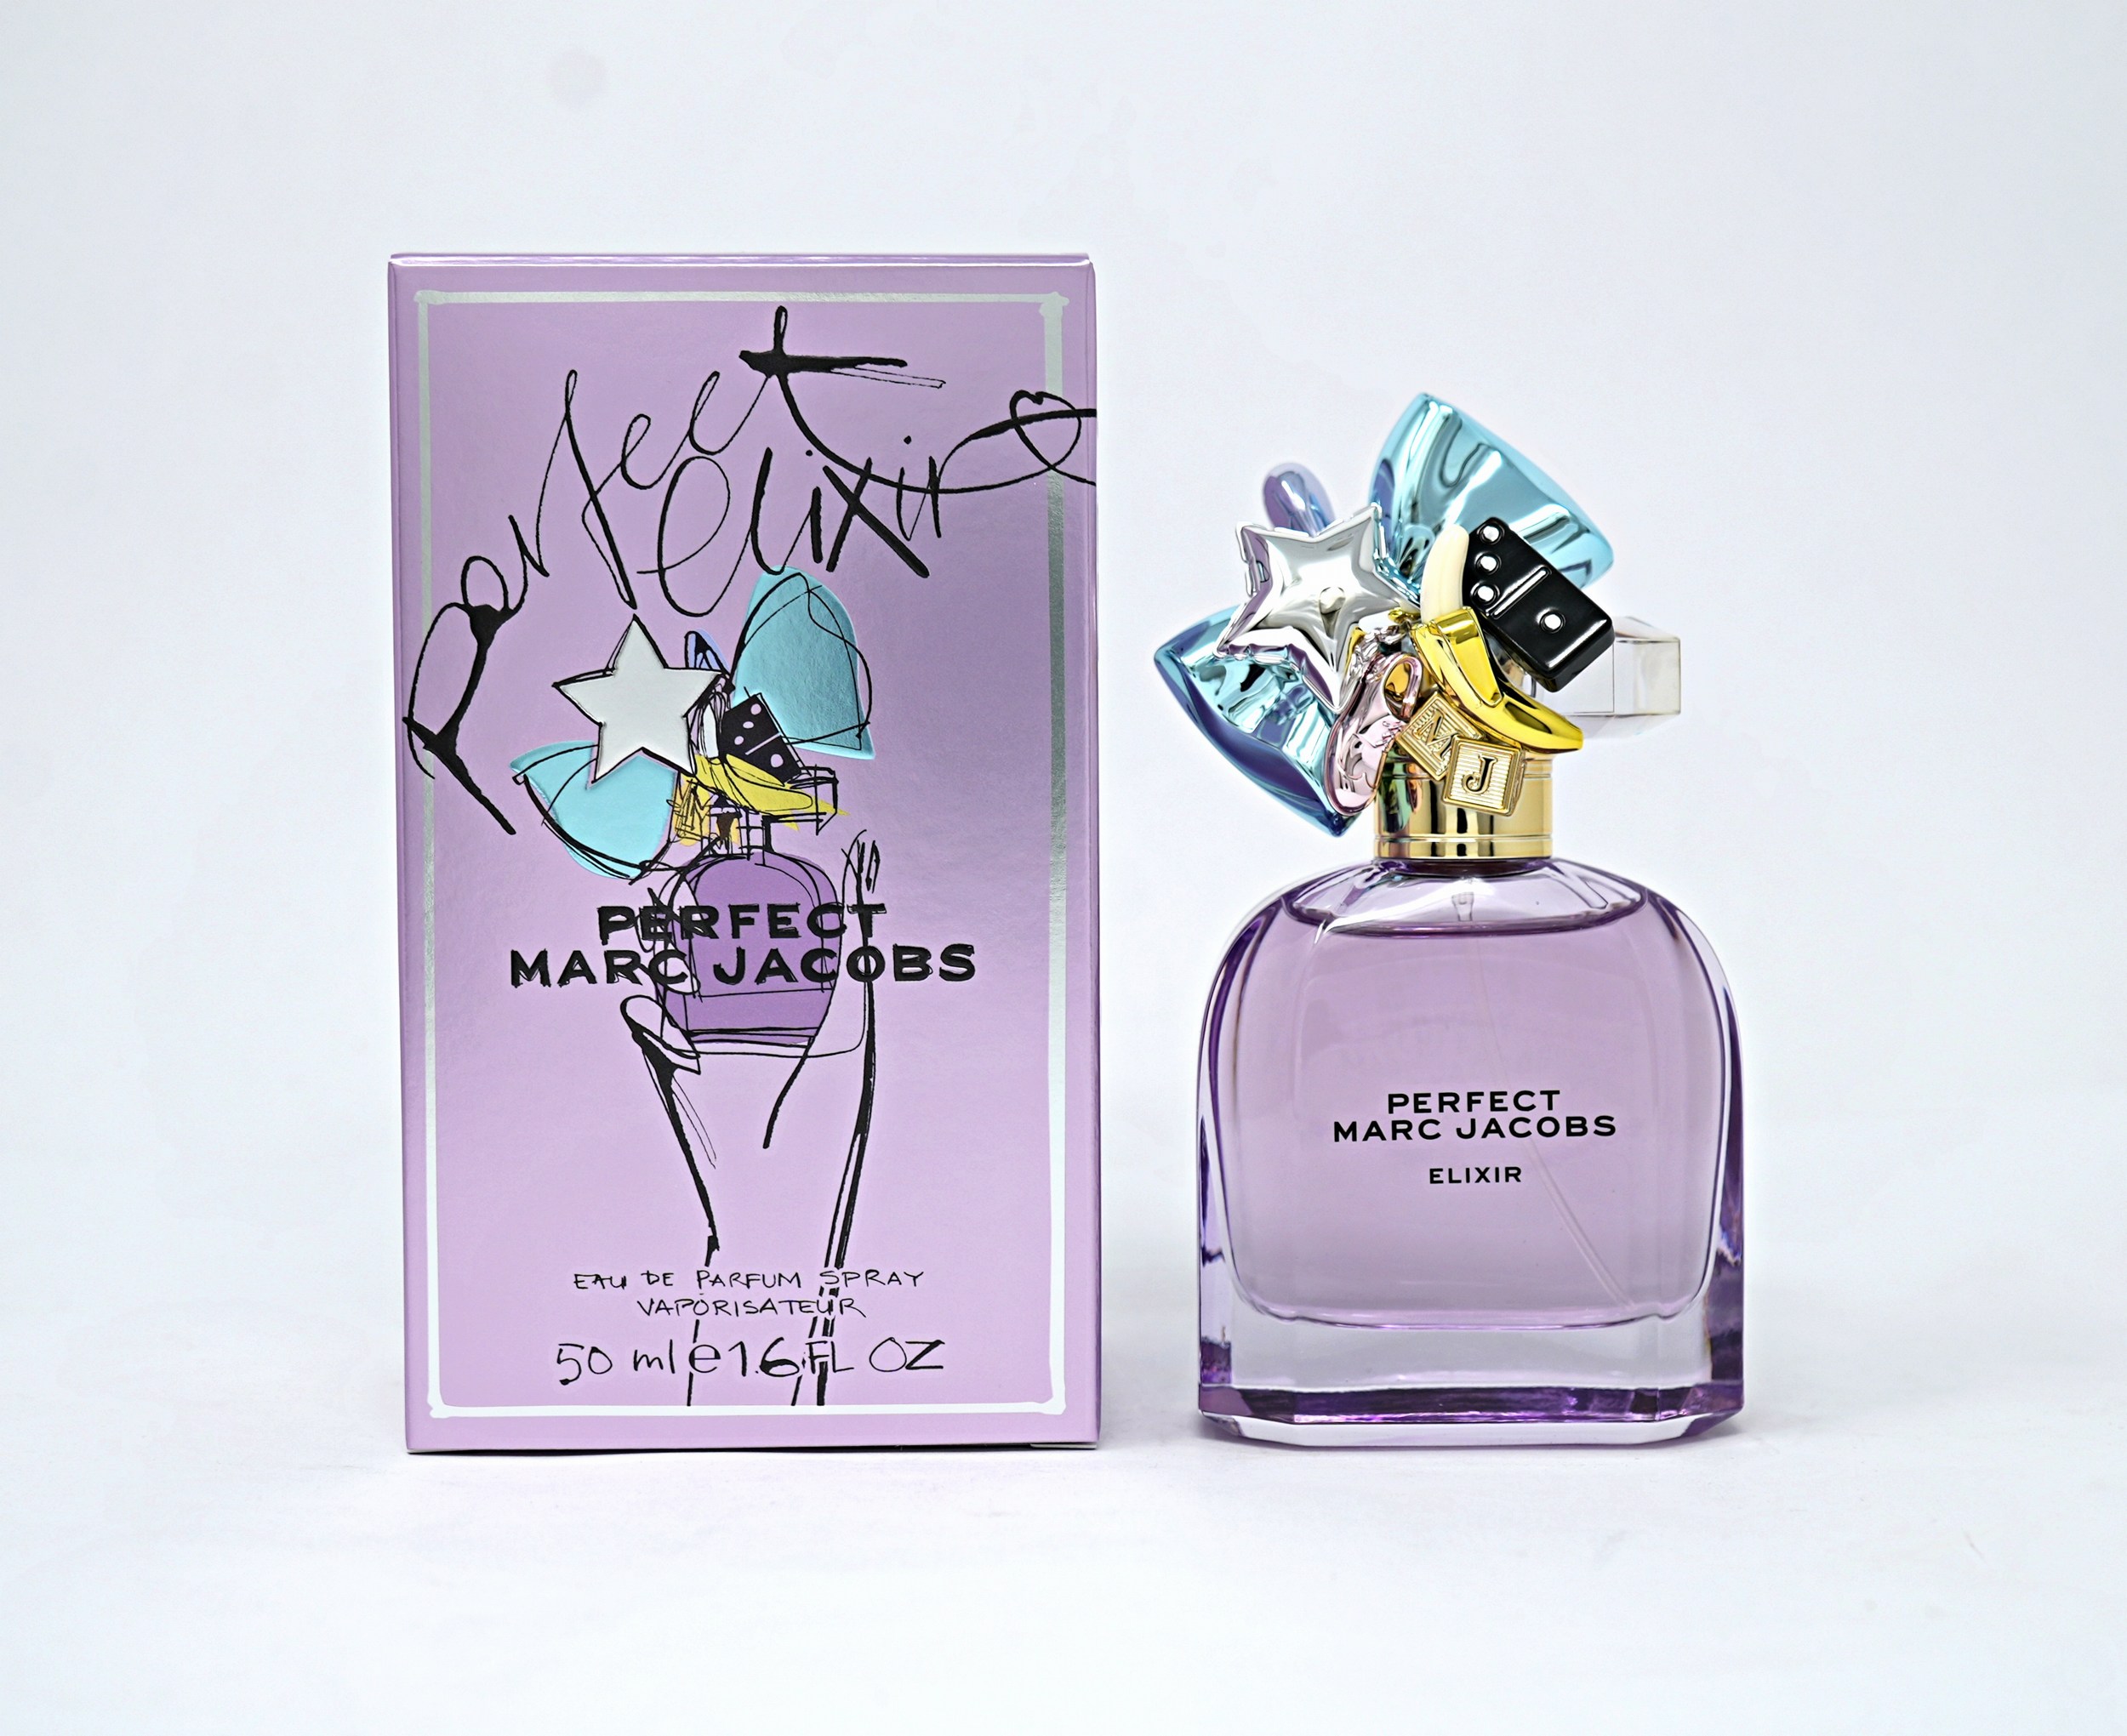 Perfect
elixir
PERFECT
MARC JACOBS
EAU DE PARFUM SPRAY
VAPORISATEUR
50 ml e 1.6 FL OZ
M
J
PERFECT
MARC JACOBS
ELIXIR